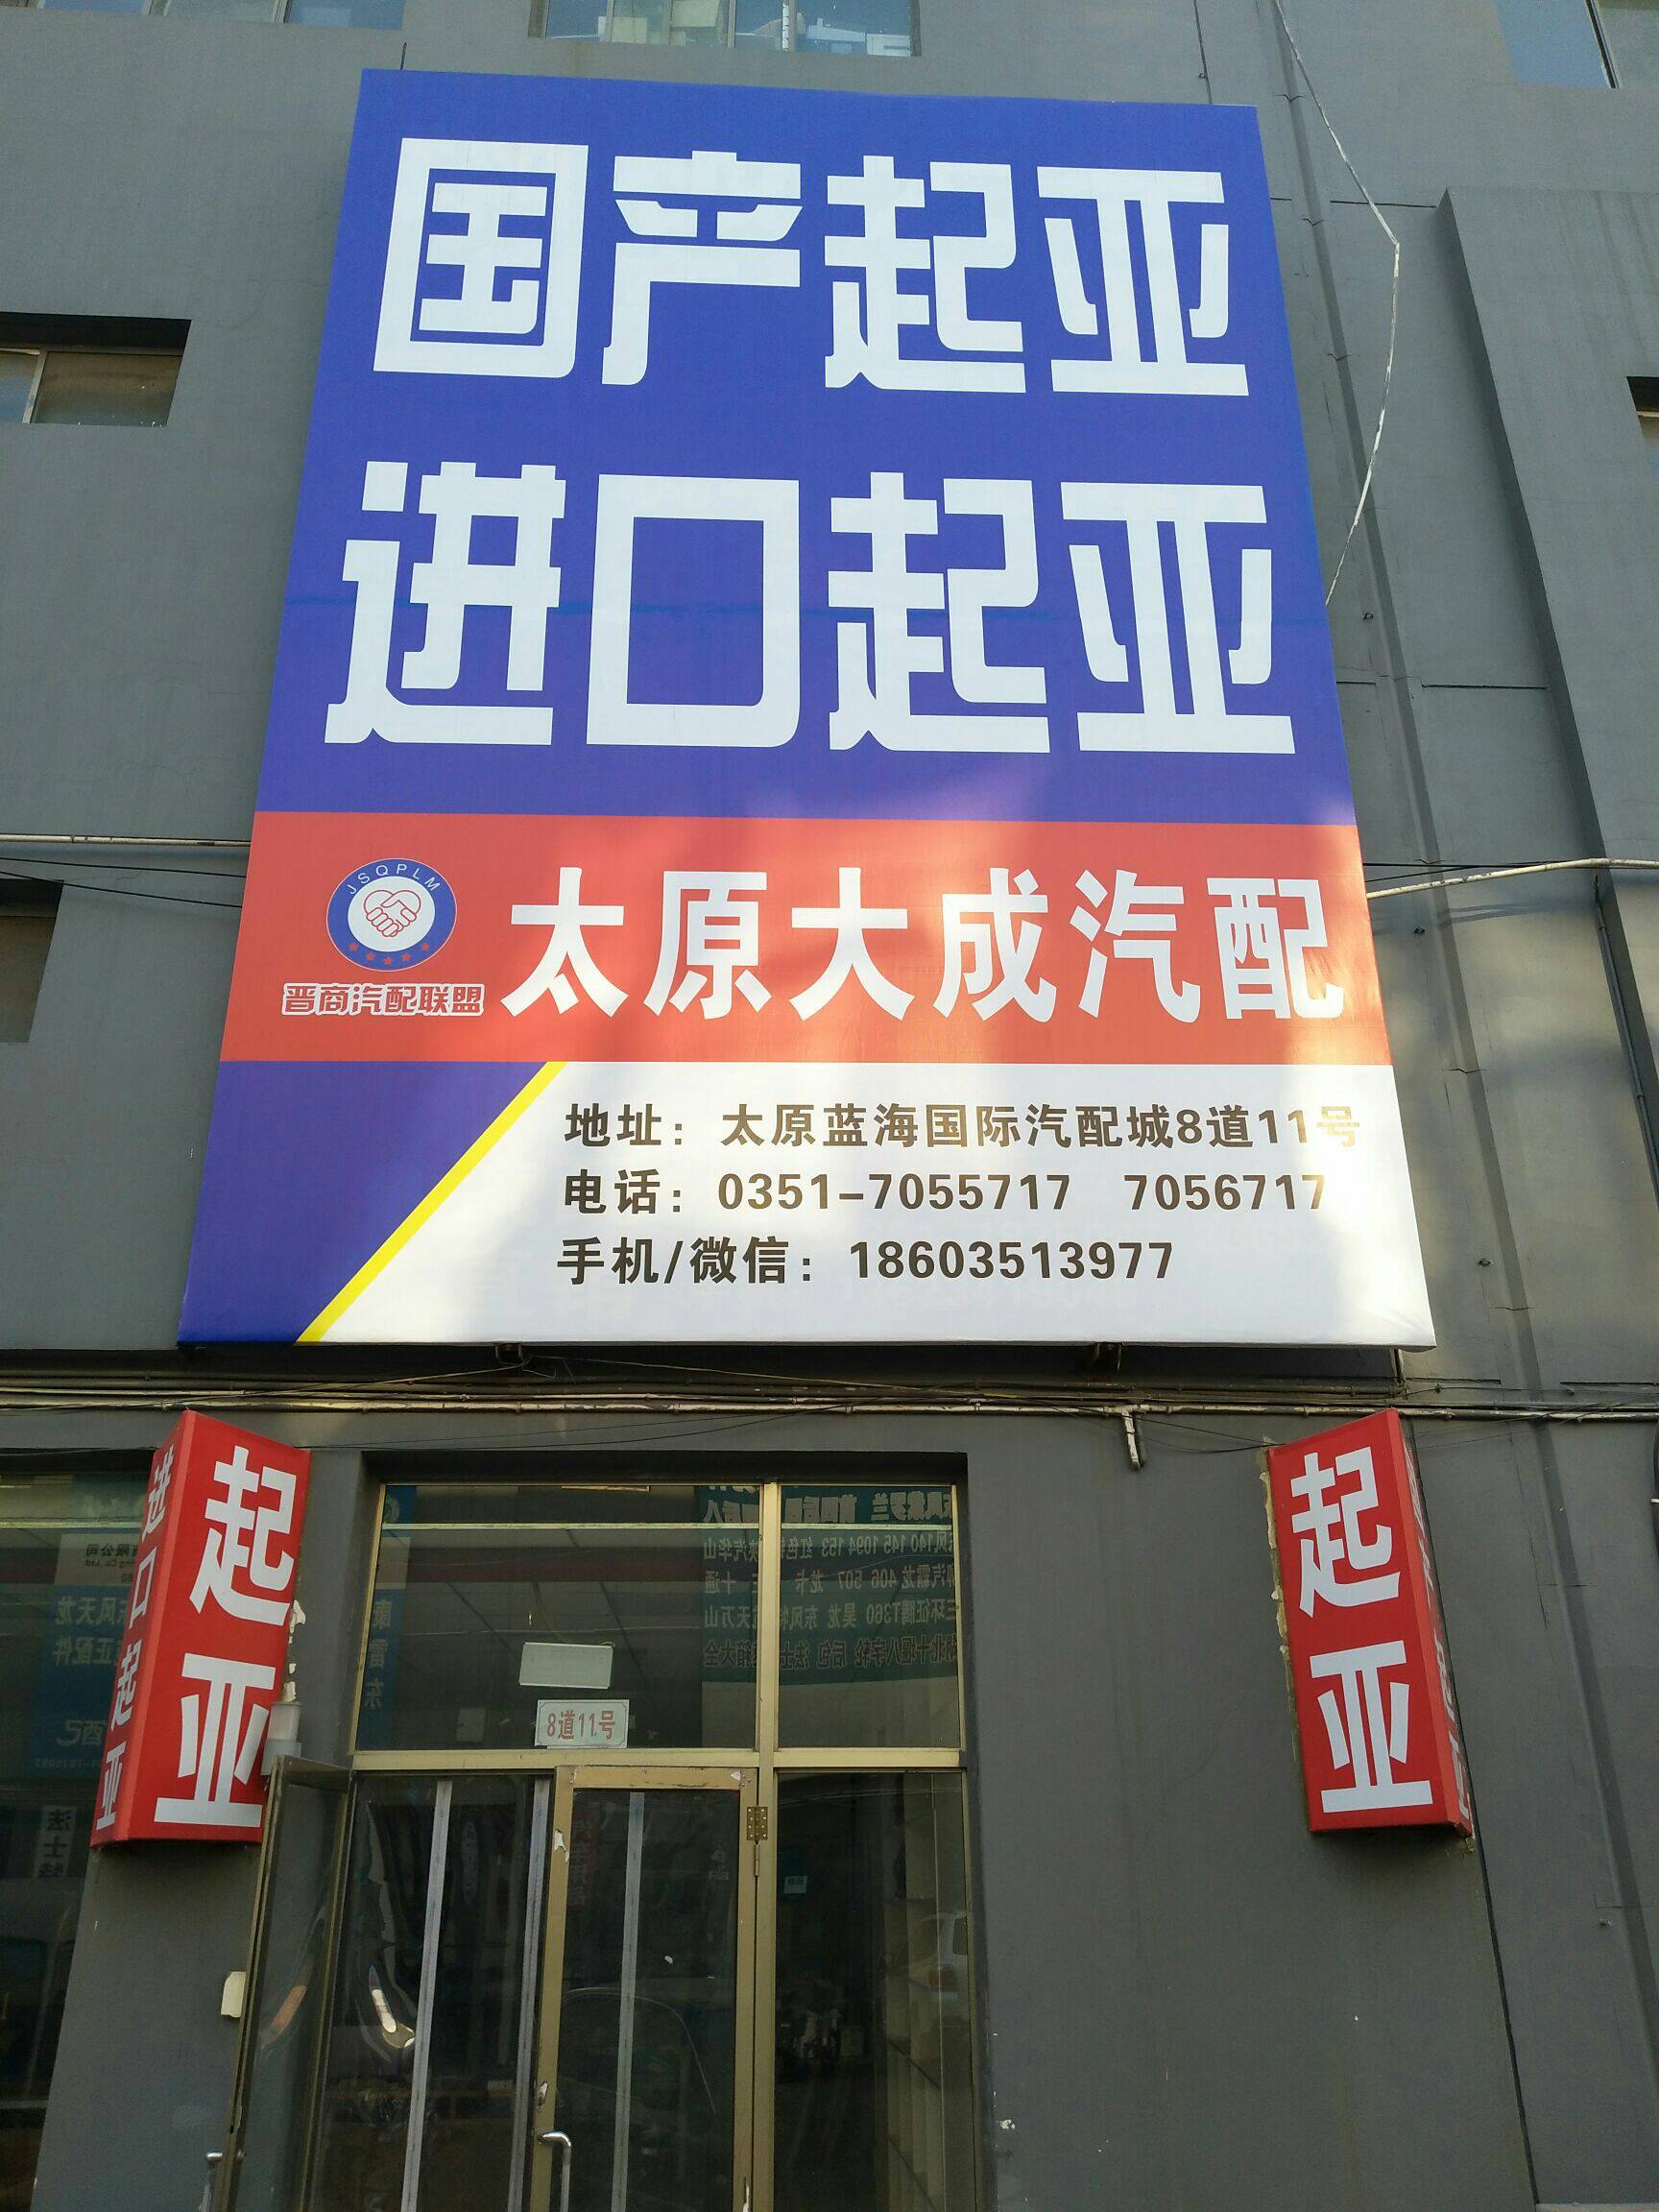 国产起亚
进口起亚
JSQPLM
晋商汽配联盟
太原大成汽配
地址：太原蓝海国际汽配城8道11号
电话：0351-7055717 7056717
手机/微信：18603513977
进口起亚
起亚
起亚
8道11号